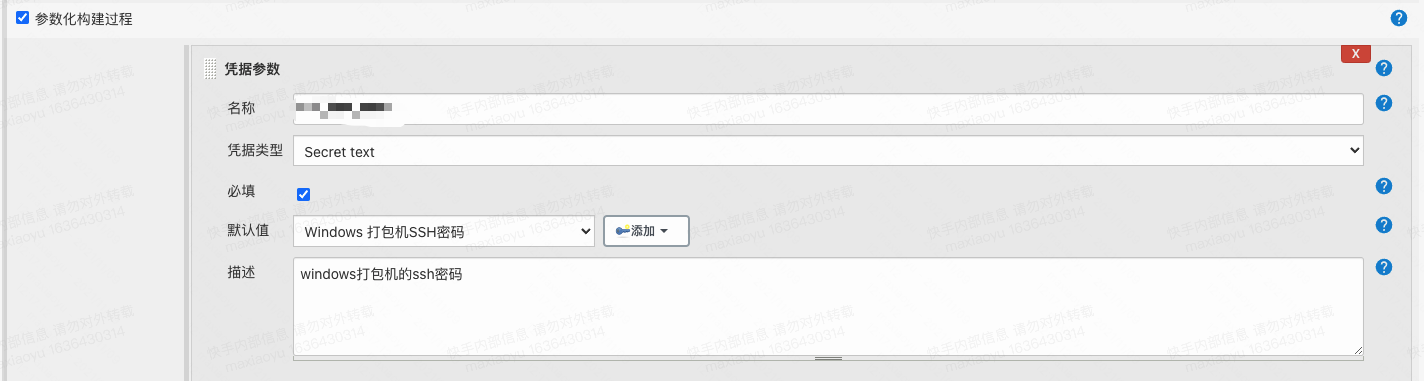 参数化构建过程
凭据参数
X
名称
凭据类型
Secret text
必填
默认值
Windows 打包机SSH密码
添加
描述
windows打包机的ssh密码
快手内部信息 请勿对外转载
maxiaoyu 1636430314